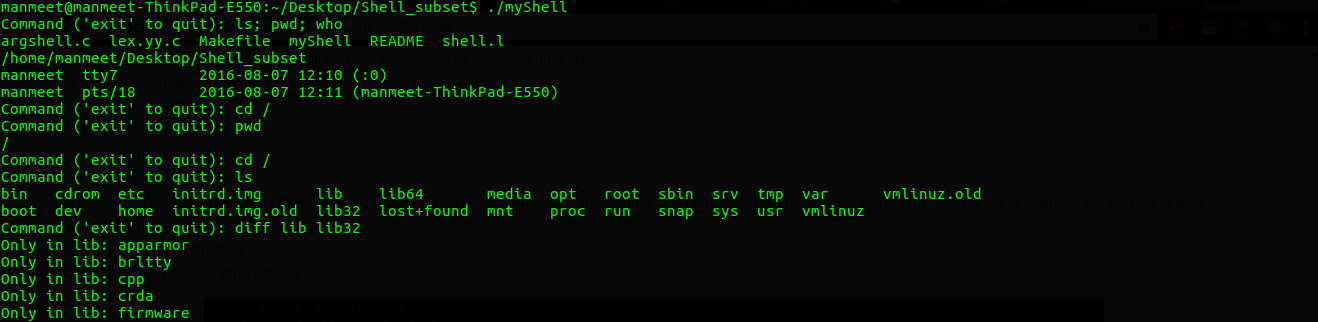 manmeet@manmeet-ThinkPad-E550:~/Desktop/Shell_subset$ ./myShell
Command ('exit' to quit): ls; pwd; who
argshell.c  lex.yy.c  Makefile  myShell  README  shell.l
/home/manmeet/Desktop/Shell_subset
manmeet  tty7         2016-08-07 12:10 (:0)
manmeet  pts/18       2016-08-07 12:11 (manmeet-ThinkPad-E550)
Command ('exit' to quit): cd /
Command ('exit' to quit): pwd
/
Command ('exit' to quit): cd /
Command ('exit' to quit): ls
bin   cdrom  etc   initrd.img      lib    lib64       media  opt   root  sbin  srv  tmp  var      vmlinuz.old
boot  dev    home  initrd.img.old  lib32  lost+found  mnt    proc  run   snap  sys  usr  vmlinuz
Command ('exit' to quit): diff lib lib32
Only in lib: apparmor
Only in lib: brltty
Only in lib: cpp
Only in lib: crda
Only in lib: firmware